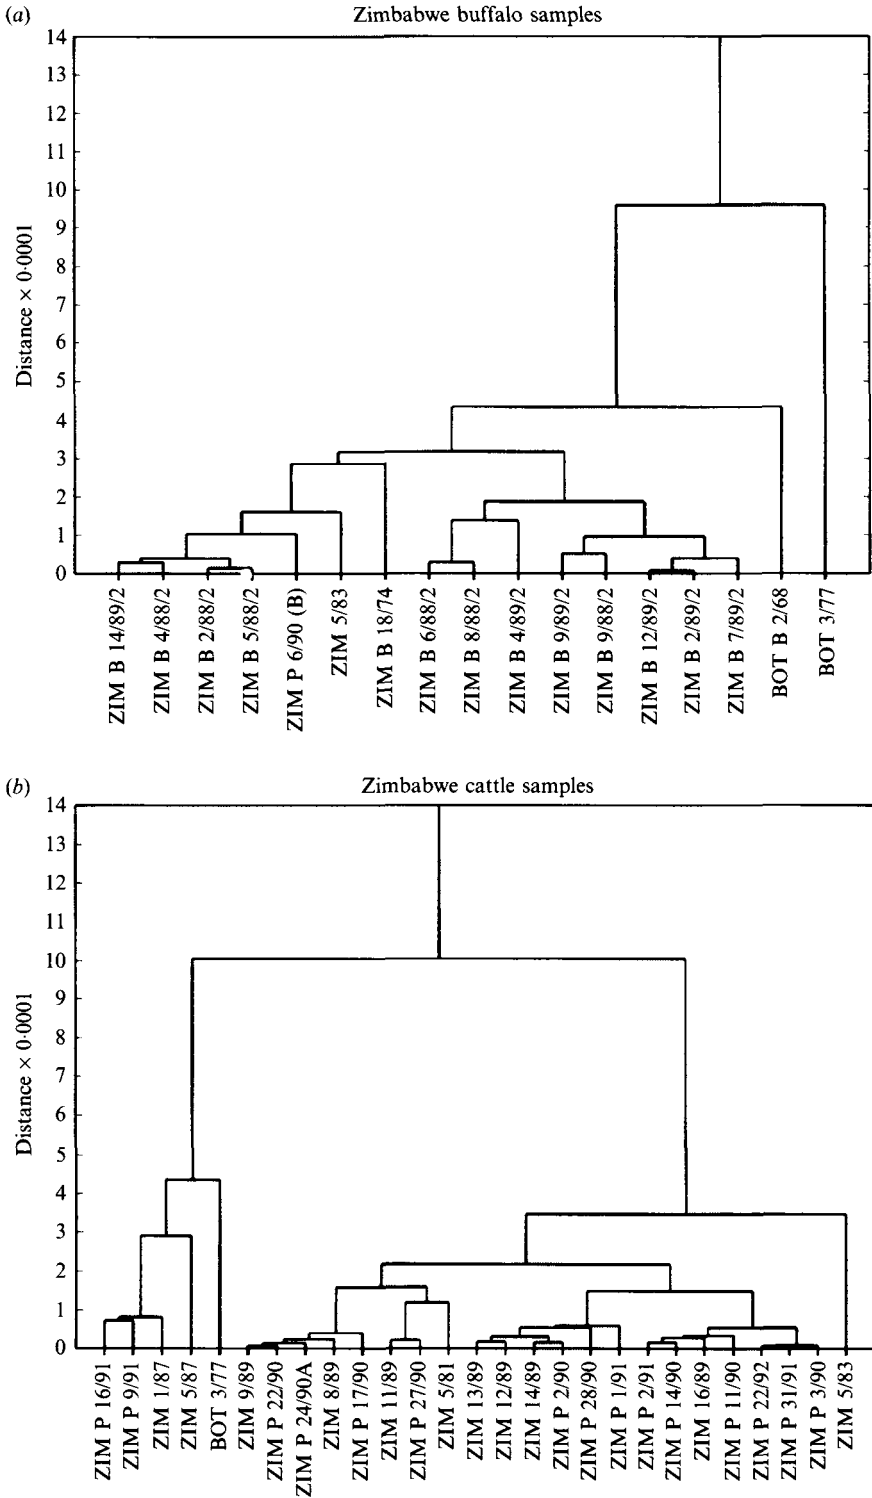 (a) Zimbabwe buffalo samples
14
13
12
11
10
9
8
7
6
5
4
3
2
1
0
Distance × 0·0001
ZIM B 14/89/2
ZIM B 4/88/2
ZIM B 2/88/2
ZIM B 5/88/2
ZIM P 6/90 (B)
ZIM 5/83
ZIM B 18/74
ZIM B 6/88/2
ZIM B 8/88/2
ZIM B 4/89/2
ZIM B 9/89/2
ZIM B 9/88/2
ZIM B 12/89/2
ZIM B 2/89/2
ZIM B 7/89/2
BOT B 2/68
BOT 3/77
(b) Zimbabwe cattle samples
14
13
12
11
10
9
8
7
6
5
4
3
2
1
0
Distance × 0·0001
ZIM P 16/91
ZIM P 9/91
ZIM 1/87
ZIM 5/87
BOT 3/77
ZIM 9/89
ZIM P 22/90
ZIM P 24/90A
ZIM 8/89
ZIM P 17/90
ZIM 11/89
ZIM P 27/90
ZIM 5/81
ZIM 13/89
ZIM 12/89
ZIM 14/89
ZIM P 2/90
ZIM P 28/90
ZIM P 1/91
ZIM P 2/91
ZIM P 14/90
ZIM 16/89
ZIM P 11/90
ZIM P 22/92
ZIM P 31/91
ZIM P 3/90
ZIM 5/83